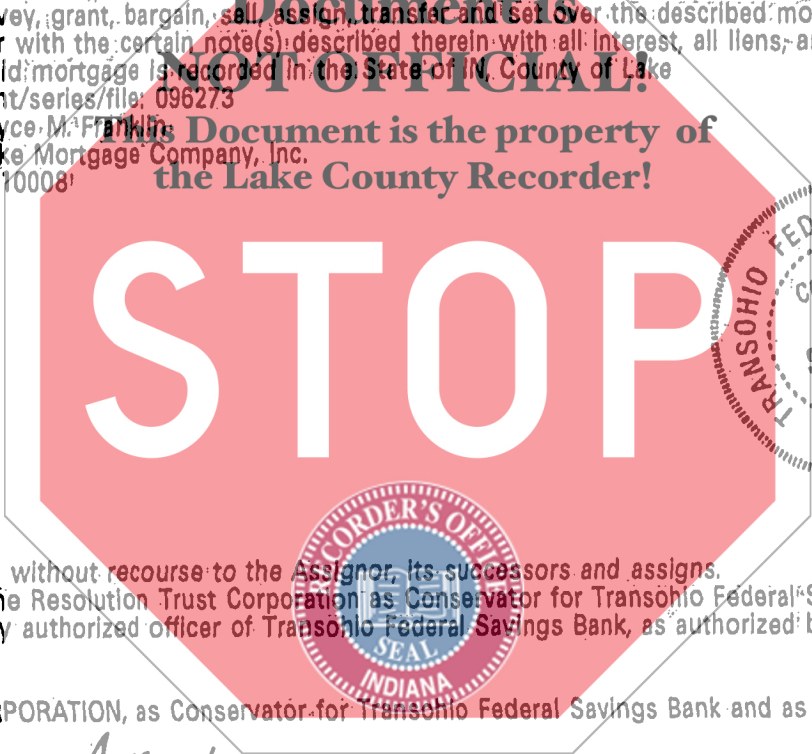 vey, grant, bargain, sell, assign, transfer and set over the described mo
Document is
r with the certain note(s) described therein with all interest, all liens, a
NOT OFFICIAL!
id mortgage is recorded in the State of IN, County of Lake
nt/series/file: 096273
yce M. Franklin
This Document is the property of
ke Mortgage Company, Inc.
the Lake County Recorder!
10008
STOP
TRANSOHIO FED
RECORDER'S OFFICE
SEAL
INDIANA
without recourse to the Assignor, its successors and assigns.
e Resolution Trust Corporation as Conservator for Transohio Federal S
y authorized officer of Transohio Federal Savings Bank, as authorized b
PORATION, as Conservator for Transohio Federal Savings Bank and as